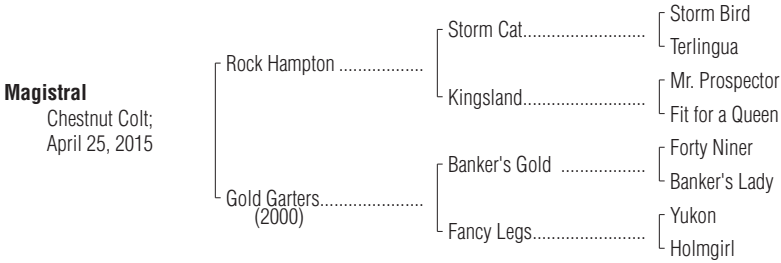 Magistral
Chestnut Colt;
April 25, 2015
Rock Hampton ..................
Gold Garters......................
(2000)
Storm Cat..........................
Kingsland..........................
Banker's Gold ..................
Fancy Legs........................
Storm Bird
Terlingua
Mr. Prospector
Fit for a Queen
Forty Niner
Banker's Lady
Yukon
Holmgirl